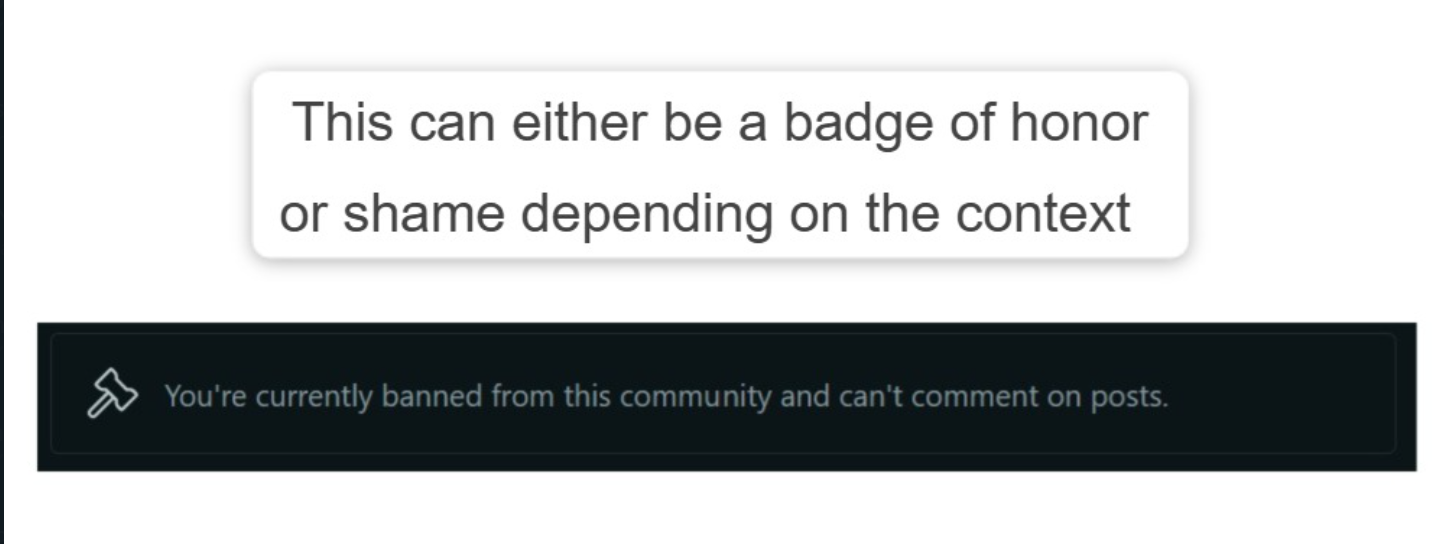 This can either be a badge of honor
or shame depending on the context
You're currently banned from this community and can't comment on posts.